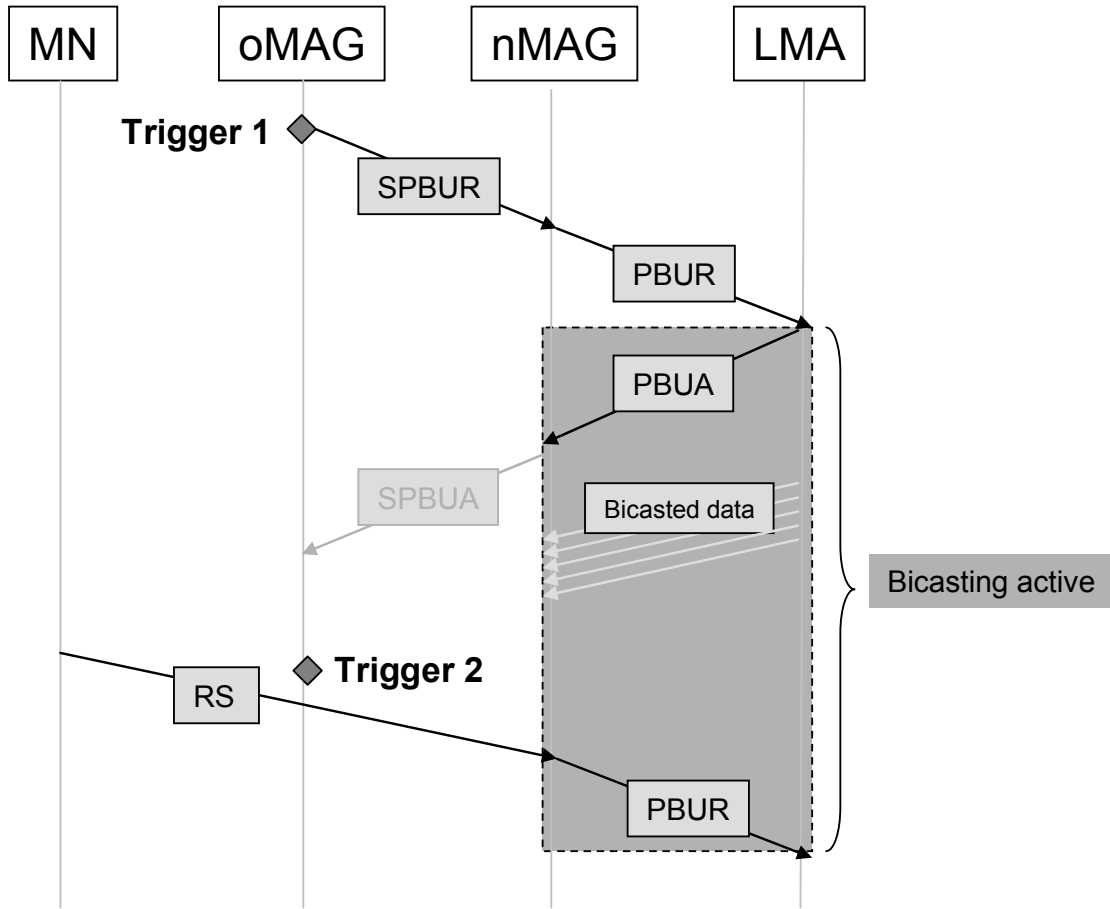 MN
oMAG
nMAG
LMA
Trigger 1
SPBUR
PBUR
PBUA
SPBUA
Bicasted data
Bicasting active
Trigger 2
RS
PBUR